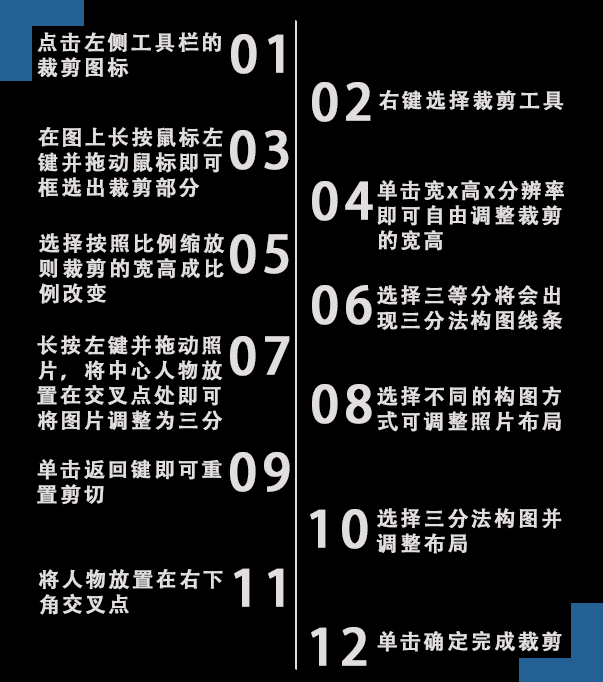 01
点击左侧工具栏的
裁剪图标
02
右键选择裁剪工具
03
在图上长按鼠标左
键并拖动鼠标即可
框选出裁剪部分
04
单击宽x高x分辨率
即可自由调整裁剪
的宽高
05
选择按照比例缩放
则裁剪的宽高成比
例改变
06
选择三等分将会出
现三分法构图线条
07
长按左键并拖动照
片，将中心人物放
置在交叉点处即可
将图片调整为三分
08
选择不同的构图方
式可调整照片布局
09
单击返回键即可重
置剪切
10
选择三分法构图并
调整布局
11
将人物放置在右下
角交叉点
12
单击确定完成裁剪